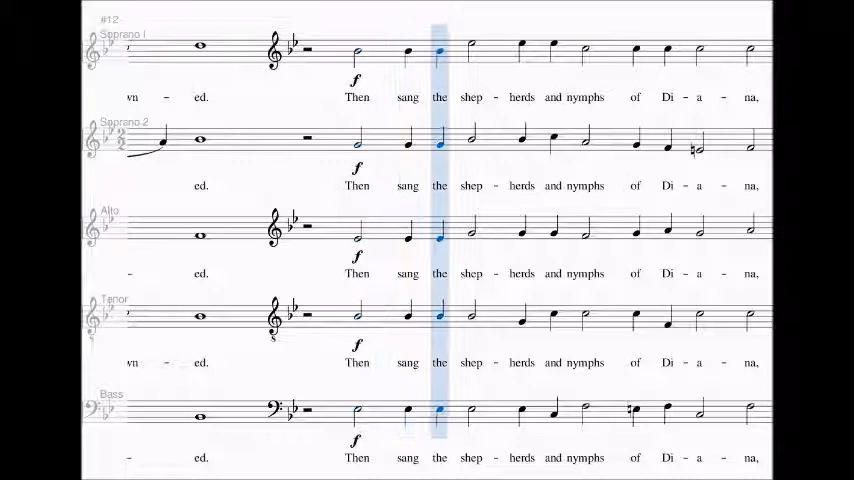 #12
Soprano I
f
wn - ed. Then sang the shep - herds and nymphs of Di - a - na,
Soprano 2
f
ed. Then sang the shep - herds and nymphs of Di - a - na,
Alto
f
- ed. Then sang the shep - herds and nymphs of Di - a - na,
Tenor
f
wn - ed. Then sang the shep - herds and nymphs of Di - a - na,
Bass
f
- ed. Then sang the shep - herds and nymphs of Di - a - na,